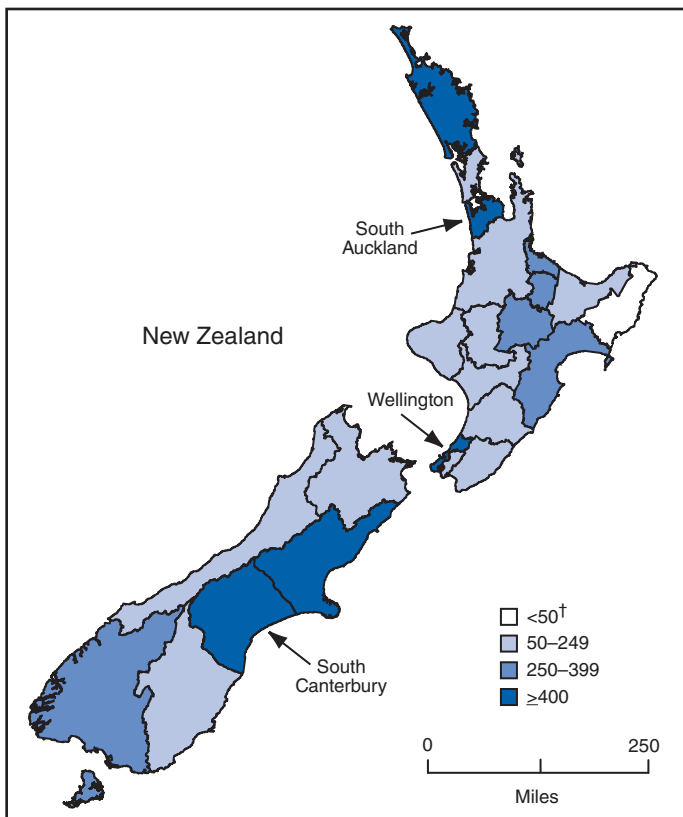 South
Auckland
New Zealand
Wellington
South
Canterbury
<50†
50–249
250–399
≥400
0 250
Miles